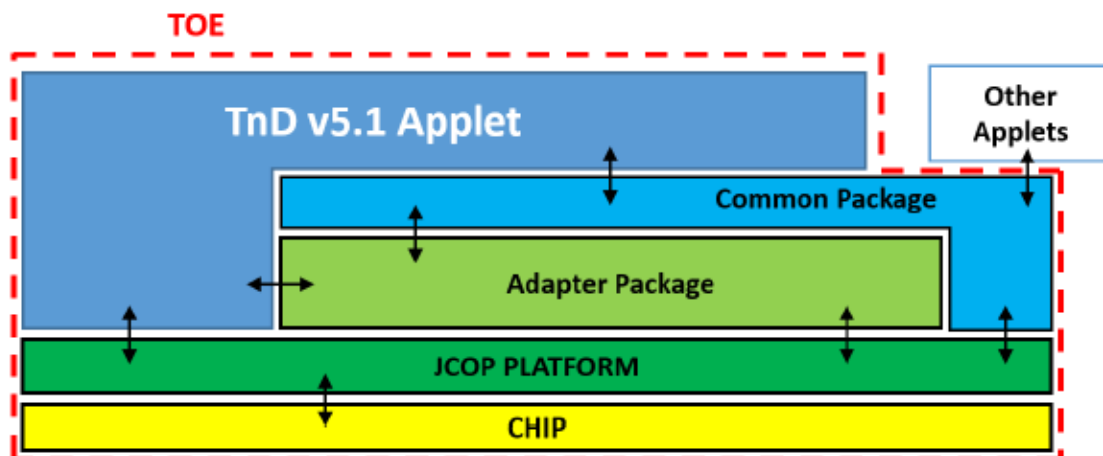 TOE
TnD v5.1 Applet
Other
Applets
Common Package
Adapter Package
JCOP PLATFORM
CHIP